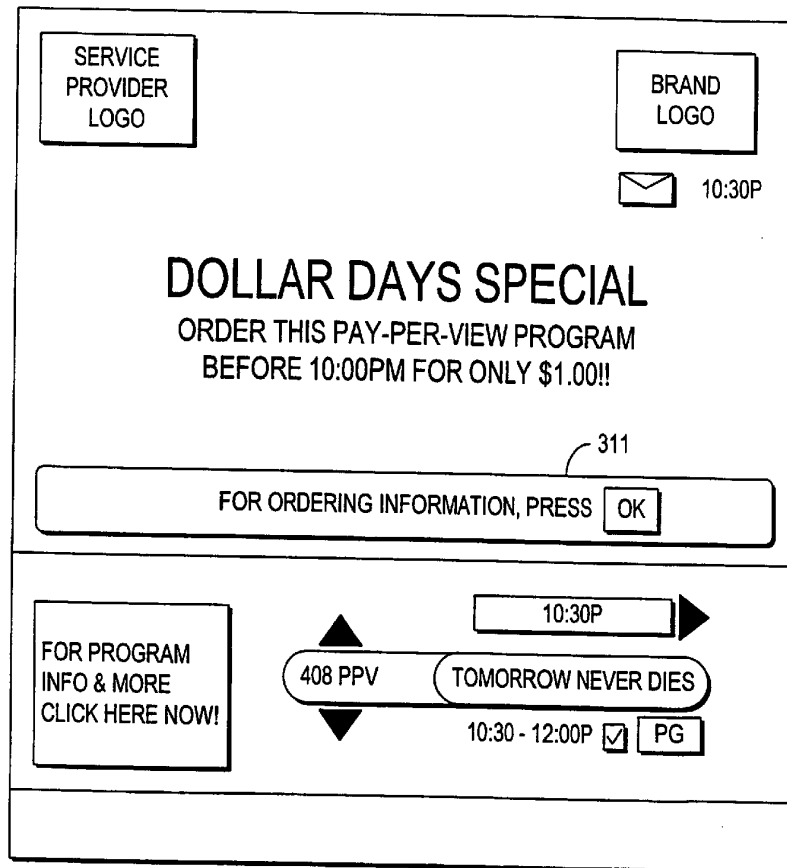 SERVICE
PROVIDER
LOGO
BRAND
LOGO
10:30P
DOLLAR DAYS SPECIAL
ORDER THIS PAY-PER-VIEW PROGRAM
BEFORE 10:00PM FOR ONLY $1.00!!
311
FOR ORDERING INFORMATION, PRESS OK
10:30P
FOR PROGRAM
INFO & MORE
CLICK HERE NOW!
408 PPV TOMORROW NEVER DIES
10:30 - 12:00P PG